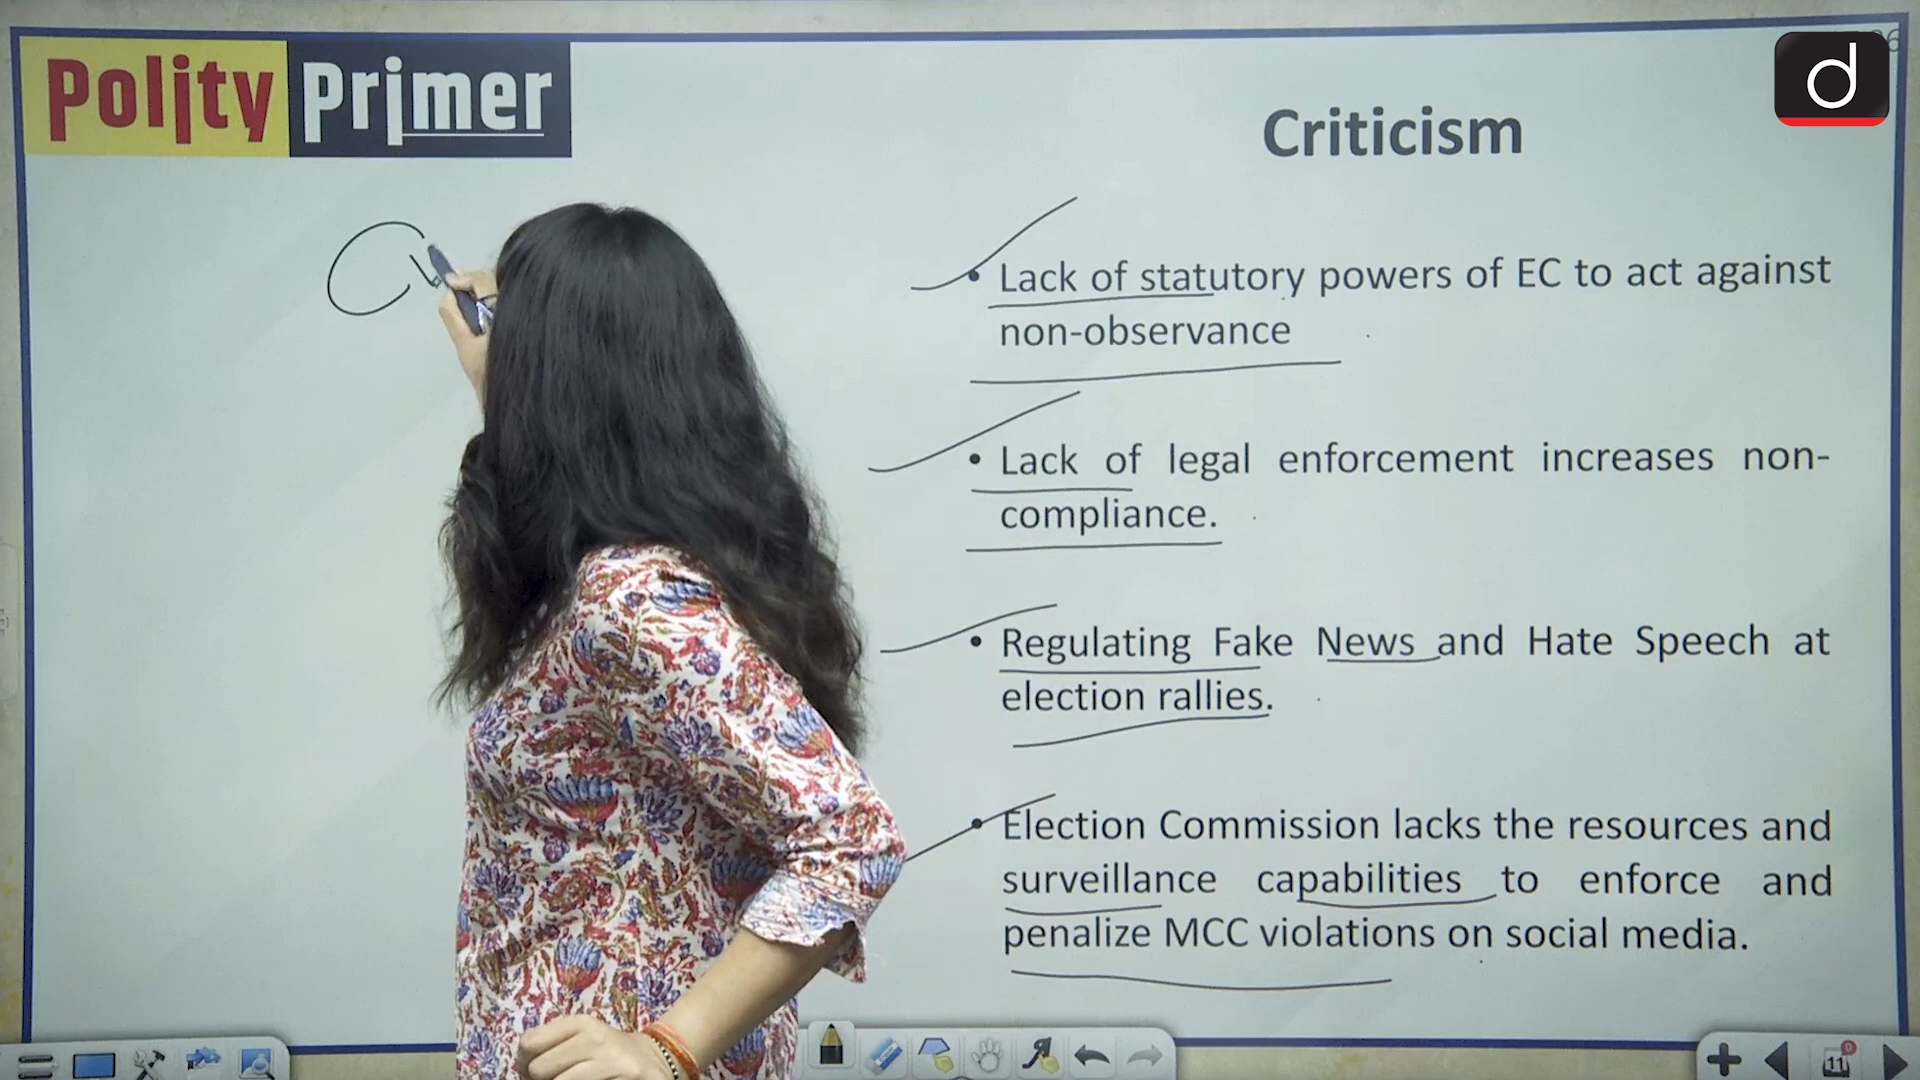 Polity Primer
d
Criticism
• Lack of statutory powers of EC to act against
non-observance
• Lack of legal enforcement increases non-
compliance.
• Regulating Fake News and Hate Speech at
election rallies.
• Election Commission lacks the resources and
surveillance capabilities to enforce and
penalize MCC violations on social media.
11
0